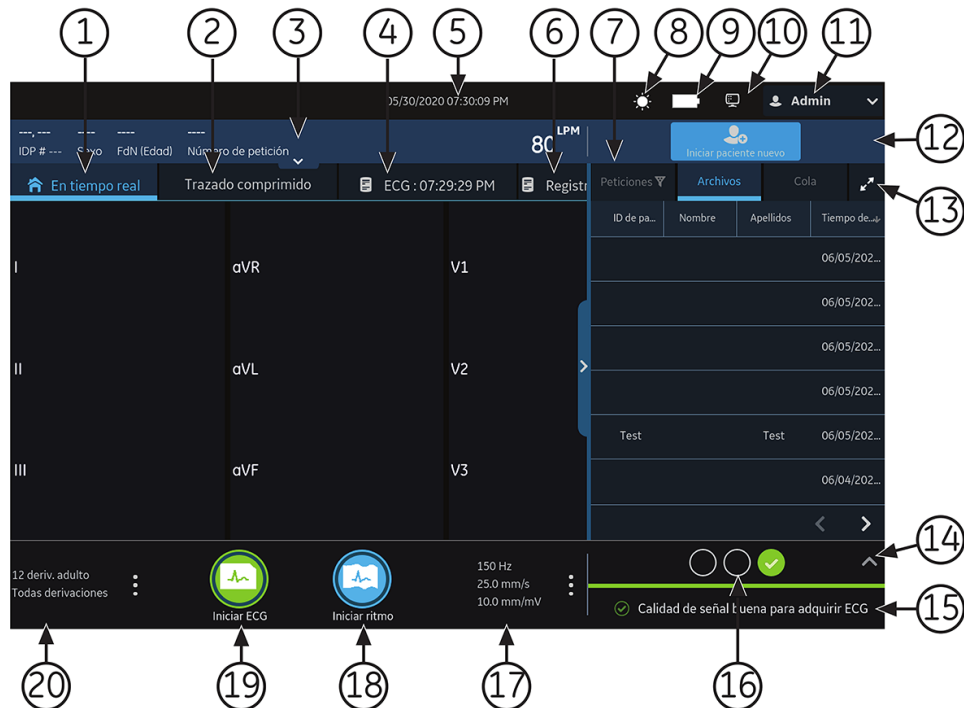 1 2 3 4 5 6 7 8 9 10 11
05/30/2020 07:30:09 PM
Admin
---, --- ---- ---- ----
IDP # --- Sexo FdN (Edad) Número de petición
80 LPM
Iniciar paciente nuevo
12
En tiempo real Trazado comprimido ECG : 07:29:29 PM Registr
Peticiones Archivos Cola
13
ID de pa... Nombre Apellidos Tiempo de...
I aVR V1
06/05/202...
06/05/202...
II aVL V2
06/05/202...
06/05/202...
Test Test 06/05/202...
III aVF V3
06/04/202...
14
12 deriv. adulto
Todas derivaciones
Iniciar ECG
Iniciar ritmo
150 Hz
25.0 mm/s
10.0 mm/mV
Calidad de señal buena para adquirir ECG
15
20 19 18 17 16